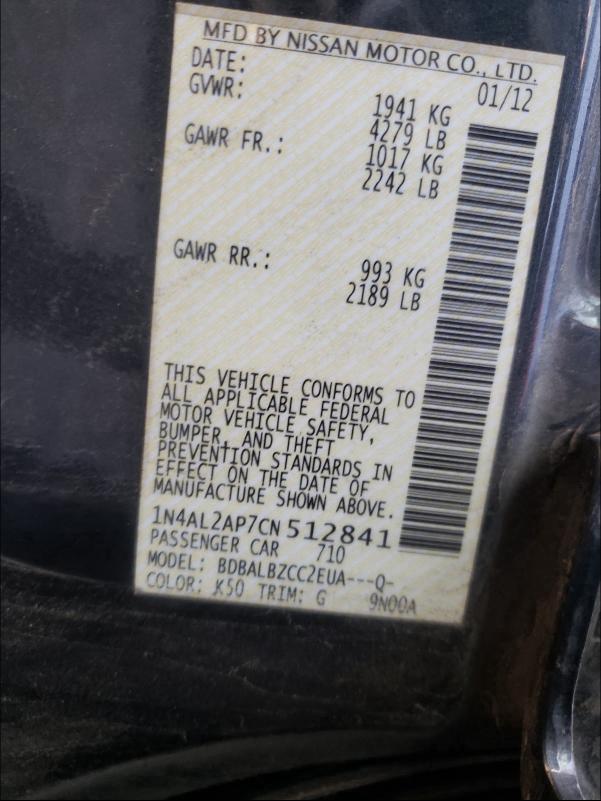 MFD BY NISSAN MOTOR CO., LTD.
DATE: 01/12
GVWR: 1941 KG
4279 LB
GAWR FR.: 1017 KG
2242 LB
GAWR RR.: 993 KG
2189 LB
THIS VEHICLE CONFORMS TO
ALL APPLICABLE FEDERAL
MOTOR VEHICLE SAFETY,
BUMPER, AND THEFT
PREVENTION STANDARDS IN
EFFECT ON THE DATE OF
MANUFACTURE SHOWN ABOVE.
1N4AL2AP7CN512841
PASSENGER CAR 710
MODEL: BDBALBZCC2EUA---Q-
COLOR: K50 TRIM: G 9N00A